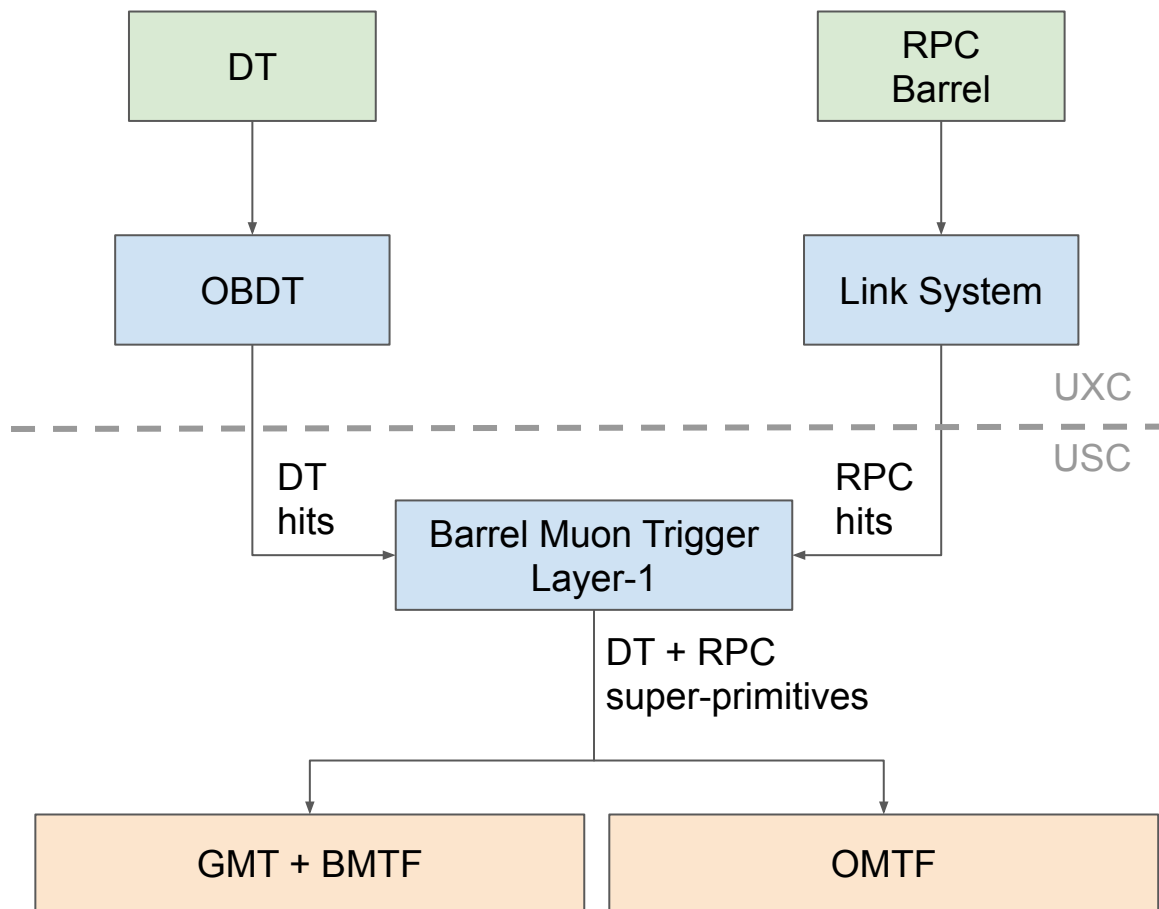 DT
RPC
Barrel
OBDT
Link System
UXC
USC
DT
hits
RPC
hits
Barrel Muon Trigger
Layer-1
DT + RPC
super-primitives
GMT + BMTF
OMTF